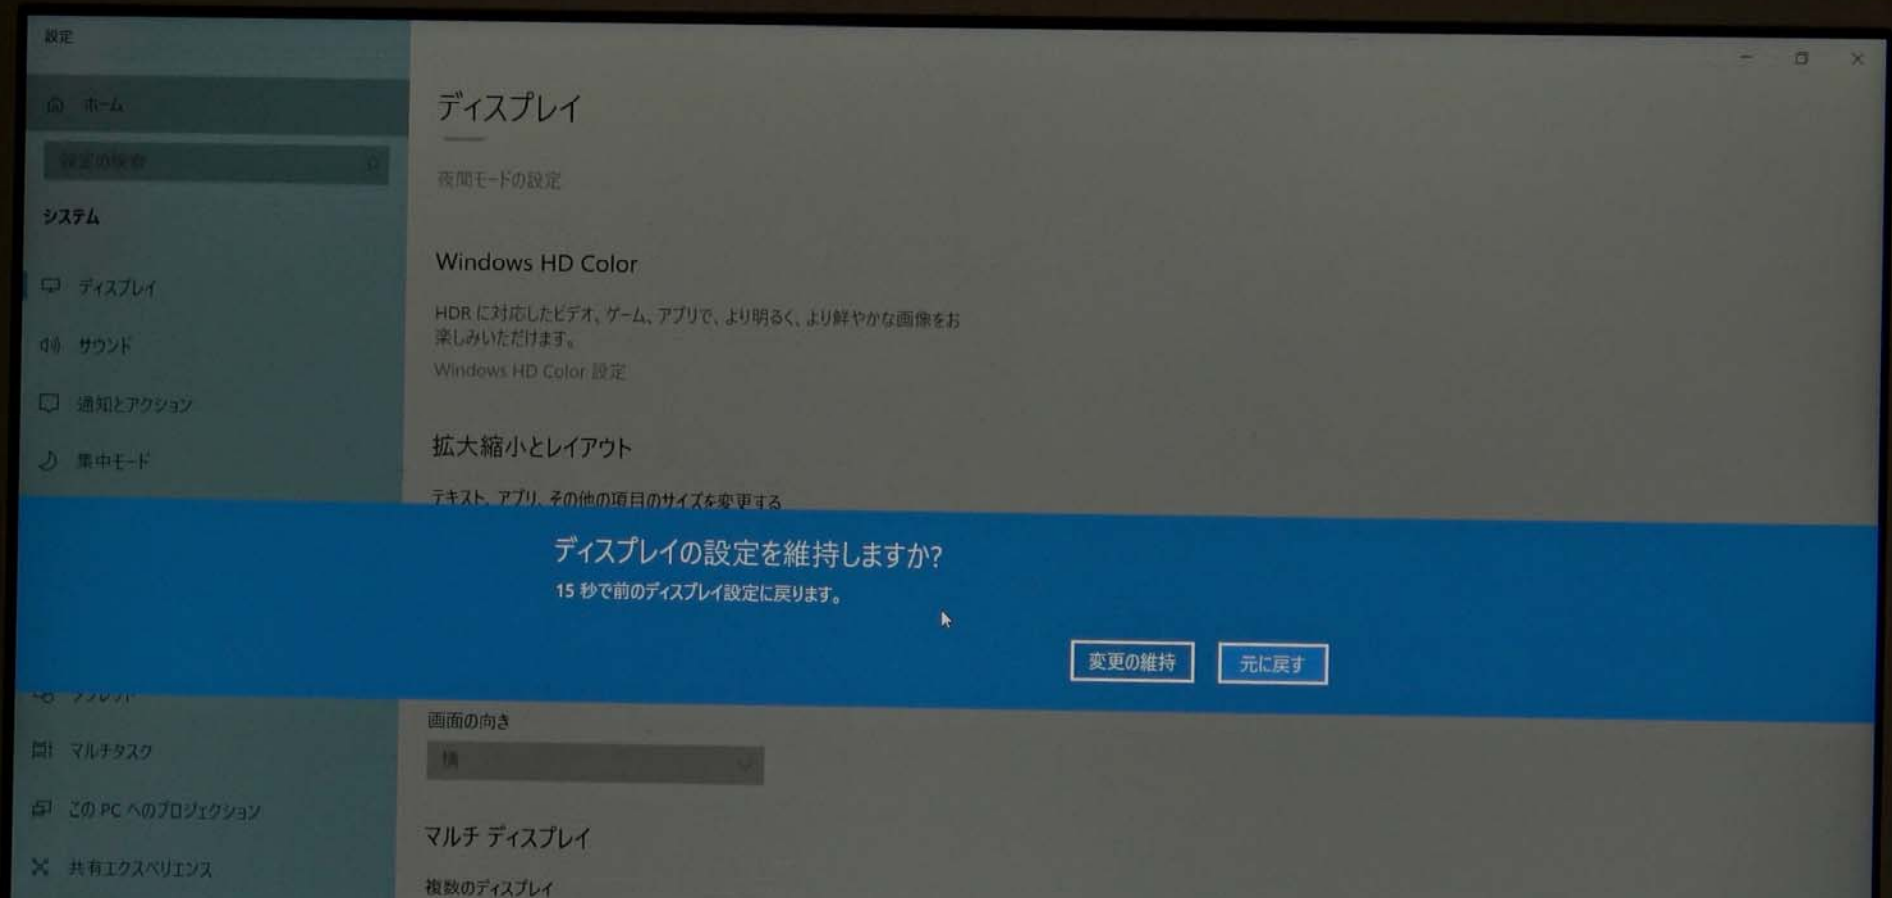 設定
ホーム
設定の検索
システム
ディスプレイ
サウンド
通知とアクション
集中モード
マルチタスク
この PC へのプロジェクション
共有エクスペリエンス
ディスプレイ
夜間モードの設定
Windows HD Color
HDR に対応したビデオ、ゲーム、アプリで、より明るく、より鮮やかな画像をお
楽しみいただけます。
Windows HD Color 設定
拡大縮小とレイアウト
テキスト、アプリ、その他の項目のサイズを変更する
ディスプレイの設定を維持しますか?
15 秒で前のディスプレイ設定に戻ります。
変更の維持
元に戻す
画面の向き
横
マルチ ディスプレイ
複数のディスプレイ